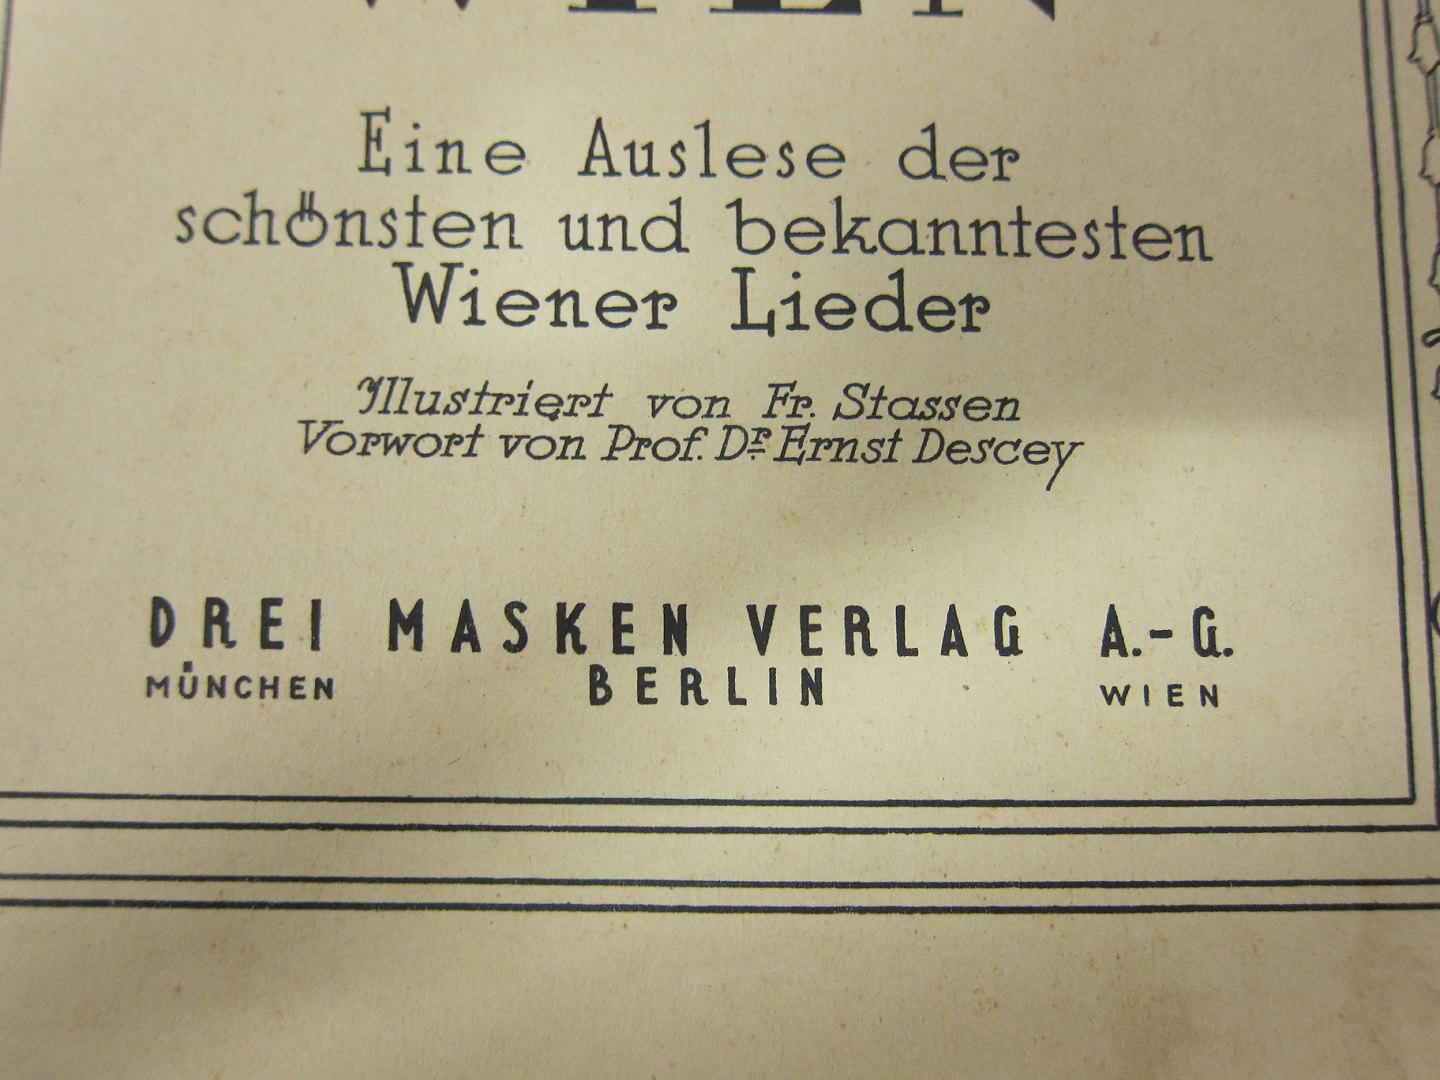 WIEN
Eine Auslese der
schönsten und bekanntesten
Wiener Lieder
Illustriert von Fr. Stassen
Vorwort von Prof. Dr. Ernst Descey
DREI MASKEN VERLAG A.-G.
MÜNCHEN BERLIN WIEN